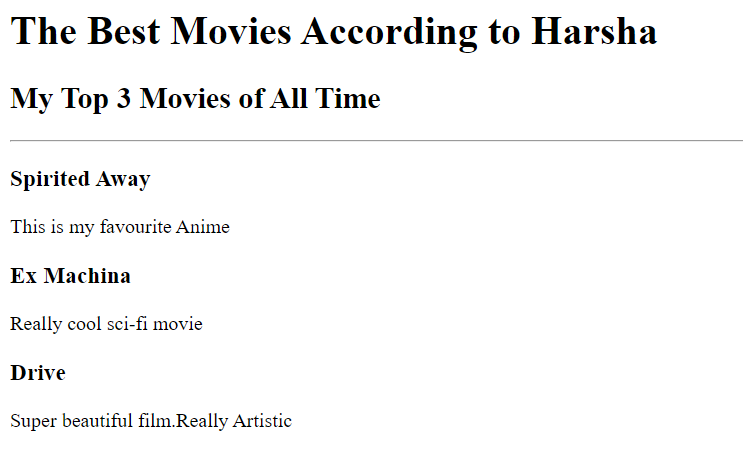 The Best Movies According to Harsha
My Top 3 Movies of All Time
Spirited Away
This is my favourite Anime
Ex Machina
Really cool sci-fi movie
Drive
Super beautiful film.Really Artistic